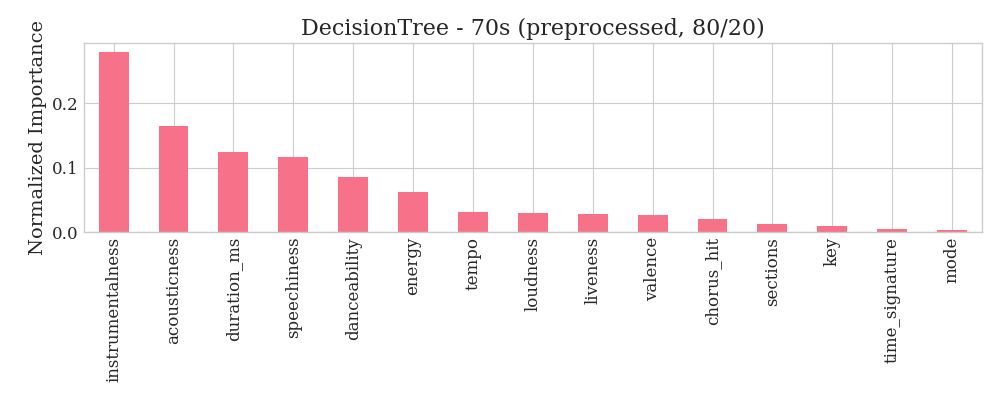 DecisionTree - 70s (preprocessed, 80/20)
Normalized Importance
0.2
0.1
0.0
instrumentalness
acousticness
duration_ms
speechiness
danceability
energy
tempo
loudness
liveness
valence
chorus_hit
sections
key
time_signature
mode